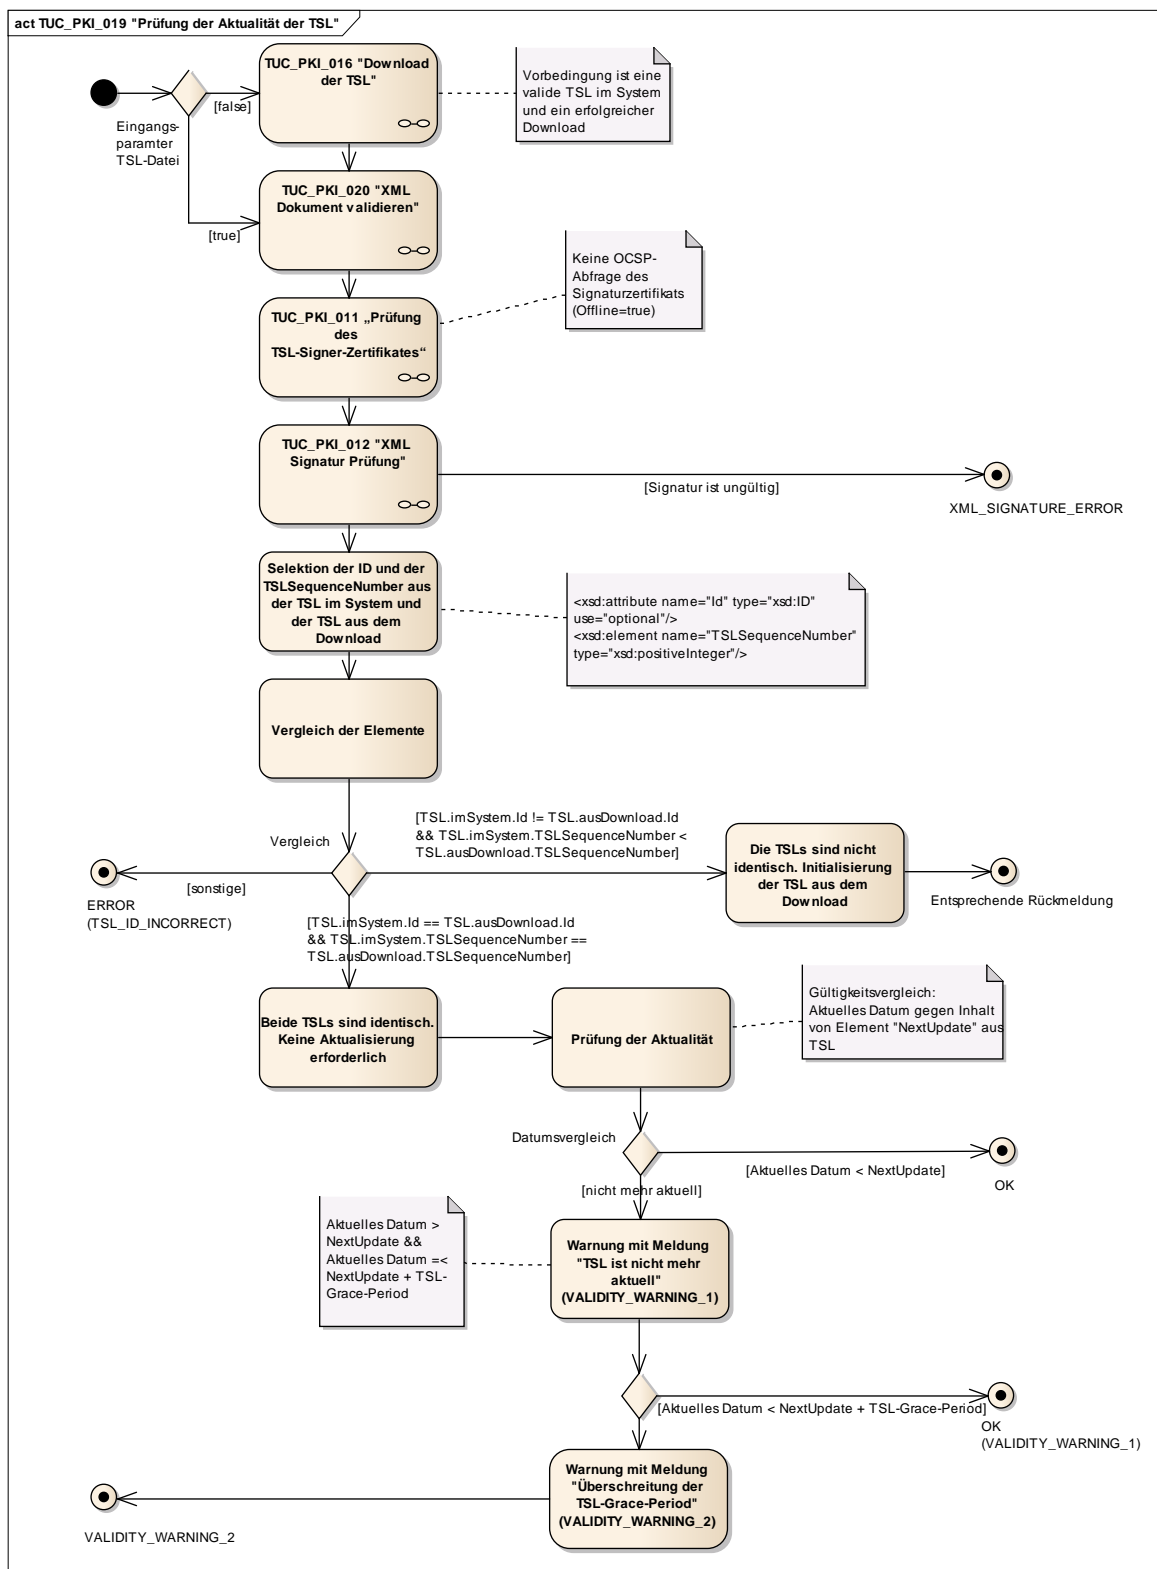 act TUC_PKI_019 "Prüfung der Aktualität der TSL"
TUC_PKI_016 "Download
der TSL"
Vorbedingung ist eine
valide TSL im System
und ein erfolgreicher
Download
[false]
Eingangs-
paramter
TSL-Datei
TUC_PKI_020 "XML
Dokument validieren"
[true]
Keine OCSP-
Abfrage des
Signaturzertifikats
(Offline=true)
TUC_PKI_011 „Prüfung
des
TSL-Signer-Zertifikates“
TUC_PKI_012 "XML
Signatur Prüfung"
[Signatur ist ungültig]
XML_SIGNATURE_ERROR
Selektion der ID und der
TSLSequenceNumber aus
der TSL im System und
der TSL aus dem
Download
<xsd:attribute name="Id" type="xsd:ID"
use="optional"/>
<xsd:element name="TSLSequenceNumber"
type="xsd:positiveInteger"/>
Vergleich der Elemente
Vergleich
[TSL.imSystem.Id != TSL.ausDownload.Id
&& TSL.imSystem.TSLSequenceNumber <
TSL.ausDownload.TSLSequenceNumber]
Die TSLs sind nicht
identisch. Initialisierung
der TSL aus dem
Download
Entsprechende Rückmeldung
[sonstige]
ERROR
(TSL_ID_INCORRECT)
[TSL.imSystem.Id == TSL.ausDownload.Id
&& TSL.imSystem.TSLSequenceNumber ==
TSL.ausDownload.TSLSequenceNumber]
Beide TSLs sind identisch.
Keine Aktualisierung
erforderlich
Prüfung der Aktualität
Gültigkeitsvergleich:
Aktuelles Datum gegen Inhalt
von Element "NextUpdate" aus
TSL
Datumsvergleich
[Aktuelles Datum < NextUpdate]
OK
[nicht mehr aktuell]
Aktuelles Datum >
NextUpdate &&
Aktuelles Datum =<
NextUpdate + TSL-
Grace-Period
Warnung mit Meldung
"TSL ist nicht mehr
aktuell"
(VALIDITY_WARNING_1)
[Aktuelles Datum < NextUpdate + TSL-Grace-Period]
OK
(VALIDITY_WARNING_1)
Warnung mit Meldung
"Überschreitung der
TSL-Grace-Period"
(VALIDITY_WARNING_2)
VALIDITY_WARNING_2